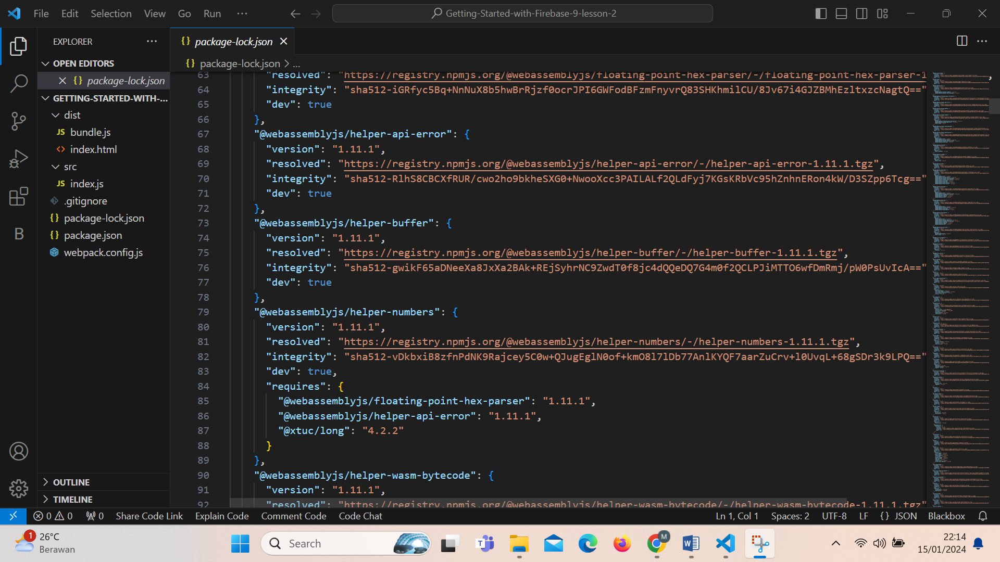 File Edit Selection View Go Run ···
Getting-Started-with-Firebase-9-lesson-2
EXPLORER
OPEN EDITORS
{} package-lock.json
GETTING-STARTED-WITH-...
dist
JS bundle.js
<> index.html
src
JS index.js
.gitignore
{} package-lock.json
{} package.json
webpack.config.js
OUTLINE
TIMELINE
B
{} package-lock.json
{} package-lock.json > ...
63 "resolved": "https://registry.npmjs.org/@webassemblyjs/floating-point-hex-parser/-/floating-point-hex-parser-1
64 "integrity": "sha512-iGRfyc5Bq+NnNuX8b5hwBrRjzf0ocrJPI6GWFodBFzmFnyvrQ83SHKhmilCU/8Jv67i4GJZBMhEzltxzcNagtQ=="
65 "dev": true
66 },
67 "@webassemblyjs/helper-api-error": {
68 "version": "1.11.1",
69 "resolved": "https://registry.npmjs.org/@webassemblyjs/helper-api-error/-/helper-api-error-1.11.1.tgz",
70 "integrity": "sha512-RlhS8CBCXfRUR/cwo2ho9bkheSXG0+NwooXcc3PAILALf2QLdFyj7KGsKRbVc95hZnhnERon4kW/D3SZpp6Tcg=="
71 "dev": true
72 },
73 "@webassemblyjs/helper-buffer": {
74 "version": "1.11.1",
75 "resolved": "https://registry.npmjs.org/@webassemblyjs/helper-buffer/-/helper-buffer-1.11.1.tgz",
76 "integrity": "sha512-gwikF65aDNeeXa8JxXa2BAk+REjSyhrNC9ZwdT0f8jc4dQQeDQ7G4m0f2QCLPJiMTTO6wfDmRmj/pW0PsUvIcA=="
77 "dev": true
78 },
79 "@webassemblyjs/helper-numbers": {
80 "version": "1.11.1",
81 "resolved": "https://registry.npmjs.org/@webassemblyjs/helper-numbers/-/helper-numbers-1.11.1.tgz",
82 "integrity": "sha512-vDkbxiB8zfnPdNK9Rajcey5C0w+QJugEglN0of+kmO8l7lDb77AnlKYQF7aarZuCrv+l0UvqL+68gSDr3k9LPQ=="
83 "dev": true,
84 "requires": {
85 "@webassemblyjs/floating-point-hex-parser": "1.11.1",
86 "@webassemblyjs/helper-api-error": "1.11.1",
87 "@xtuc/long": "4.2.2"
88 }
89 },
90 "@webassemblyjs/helper-wasm-bytecode": {
91 "version": "1.11.1",
92 "resolved": "https://registry.npmjs.org/@webassemblyjs/helper-wasm-bytecode/-/helper-wasm-bytecode-1.11.1.tgz"
0 0 0 Share Code Link Explain Code Comment Code Code Chat
Ln 1, Col 1 Spaces: 2 UTF-8 LF {} JSON Blackbox
1 26°C
Berawan
Search
T
M
W
22:14
15/01/2024